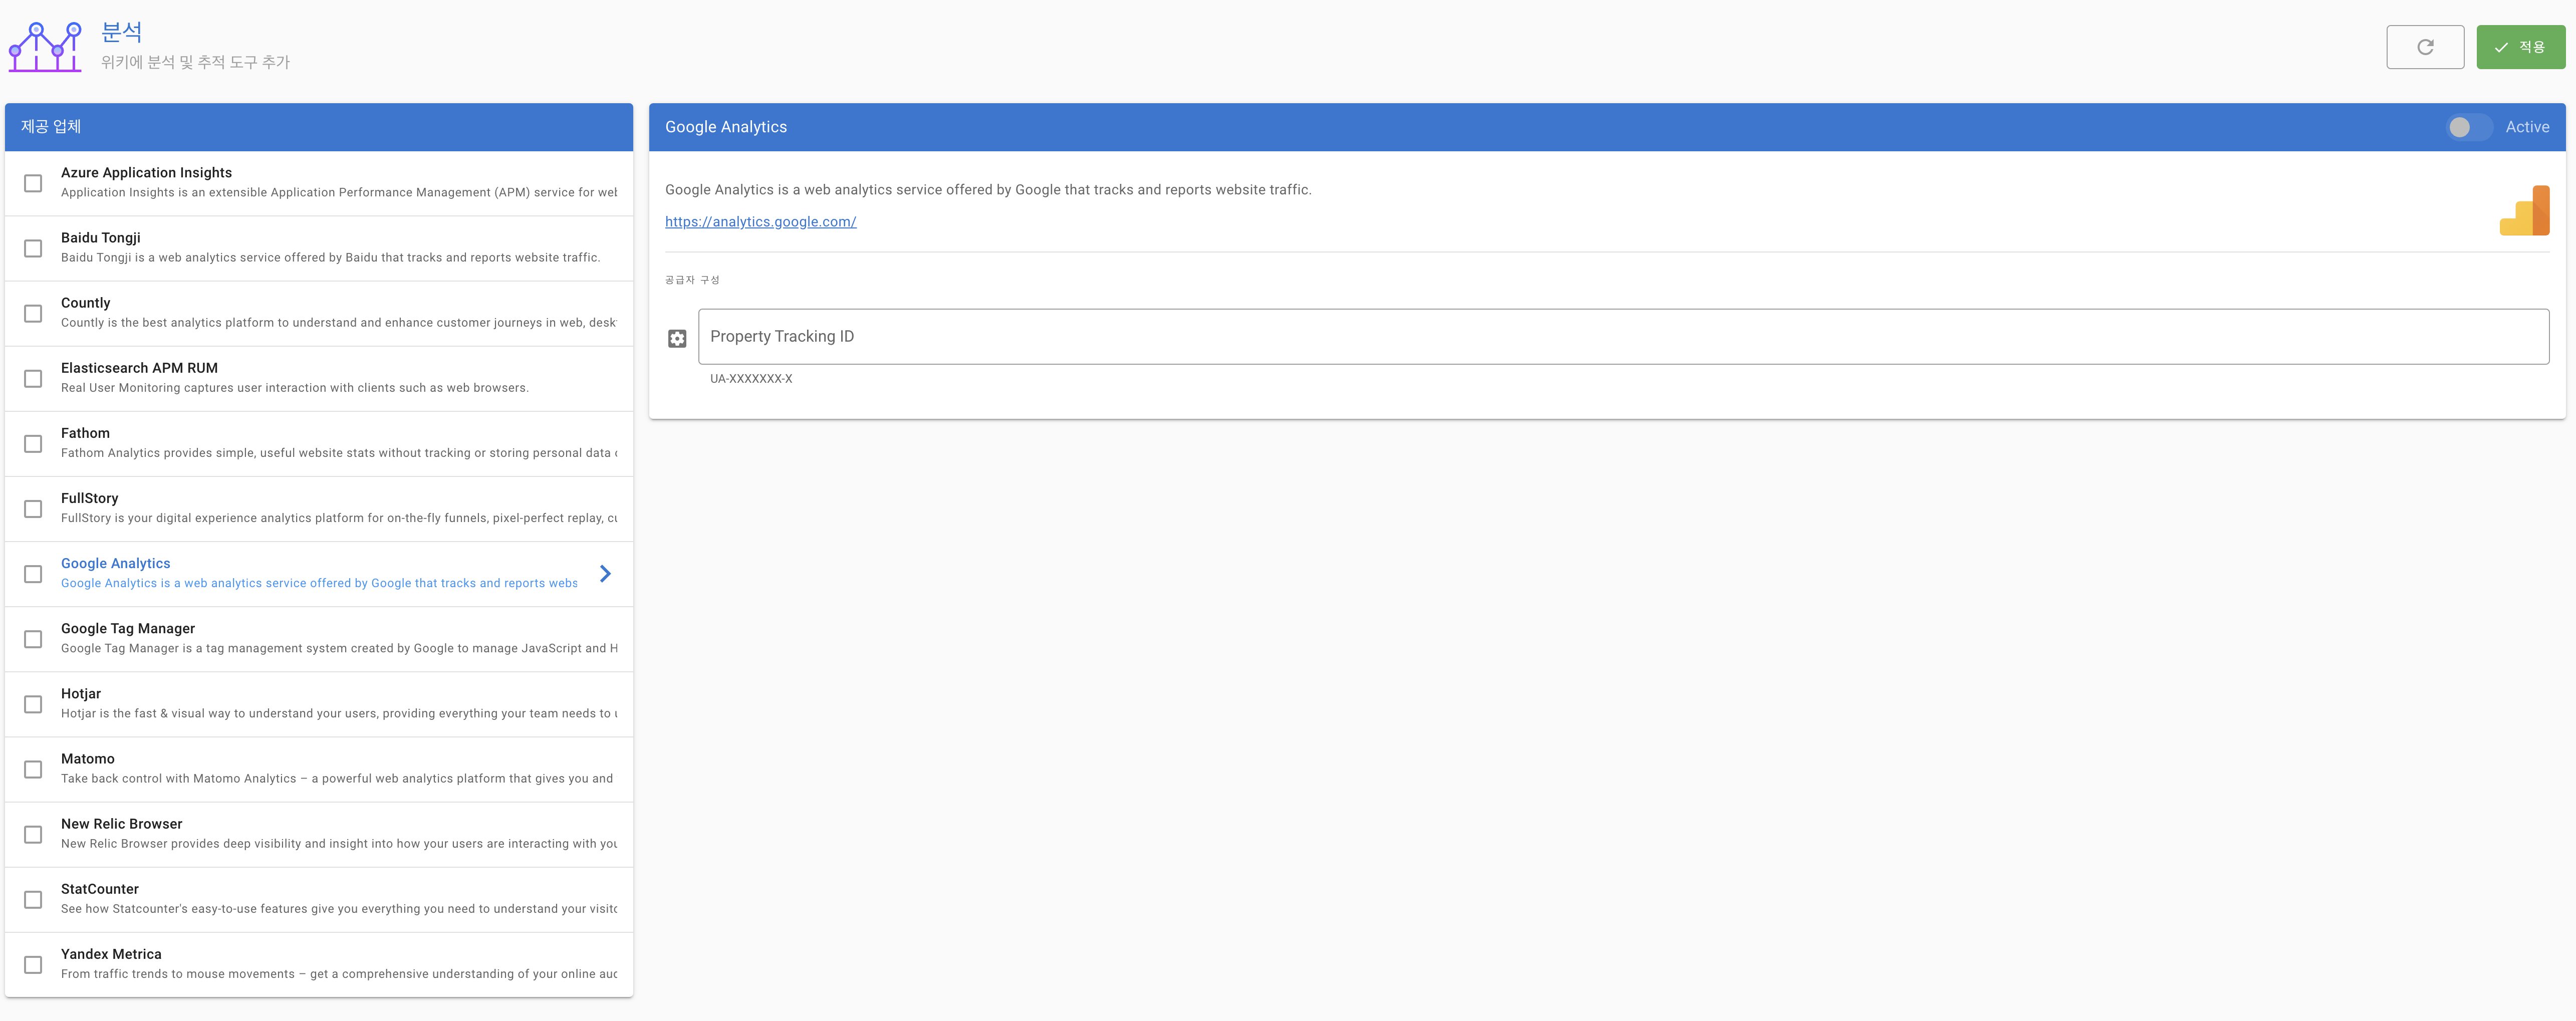 분석
위키에 분석 및 추적 도구 추가
적용
제공 업체
Azure Application Insights
Application Insights is an extensible Application Performance Management (APM) service for web
Baidu Tongji
Baidu Tongji is a web analytics service offered by Baidu that tracks and reports website traffic.
Countly
Countly is the best analytics platform to understand and enhance customer journeys in web, desk
Elasticsearch APM RUM
Real User Monitoring captures user interaction with clients such as web browsers.
Fathom
Fathom Analytics provides simple, useful website stats without tracking or storing personal data
FullStory
FullStory is your digital experience analytics platform for on-the-fly funnels, pixel-perfect replay,
Google Analytics
Google Analytics is a web analytics service offered by Google that tracks and reports webs
Google Tag Manager
Google Tag Manager is a tag management system created by Google to manage JavaScript and H
Hotjar
Hotjar is the fast & visual way to understand your users, providing everything your team needs to
Matomo
Take back control with Matomo Analytics – a powerful web analytics platform that gives you and
New Relic Browser
New Relic Browser provides deep visibility and insight into how your users are interacting with you
StatCounter
See how Statcounter's easy-to-use features give you everything you need to understand your visito
Yandex Metrica
From traffic trends to mouse movements – get a comprehensive understanding of your online aud
Google Analytics
Active
Google Analytics is a web analytics service offered by Google that tracks and reports website traffic.
https://analytics.google.com/
공급자 구성
Property Tracking ID
UA-XXXXXXX-X